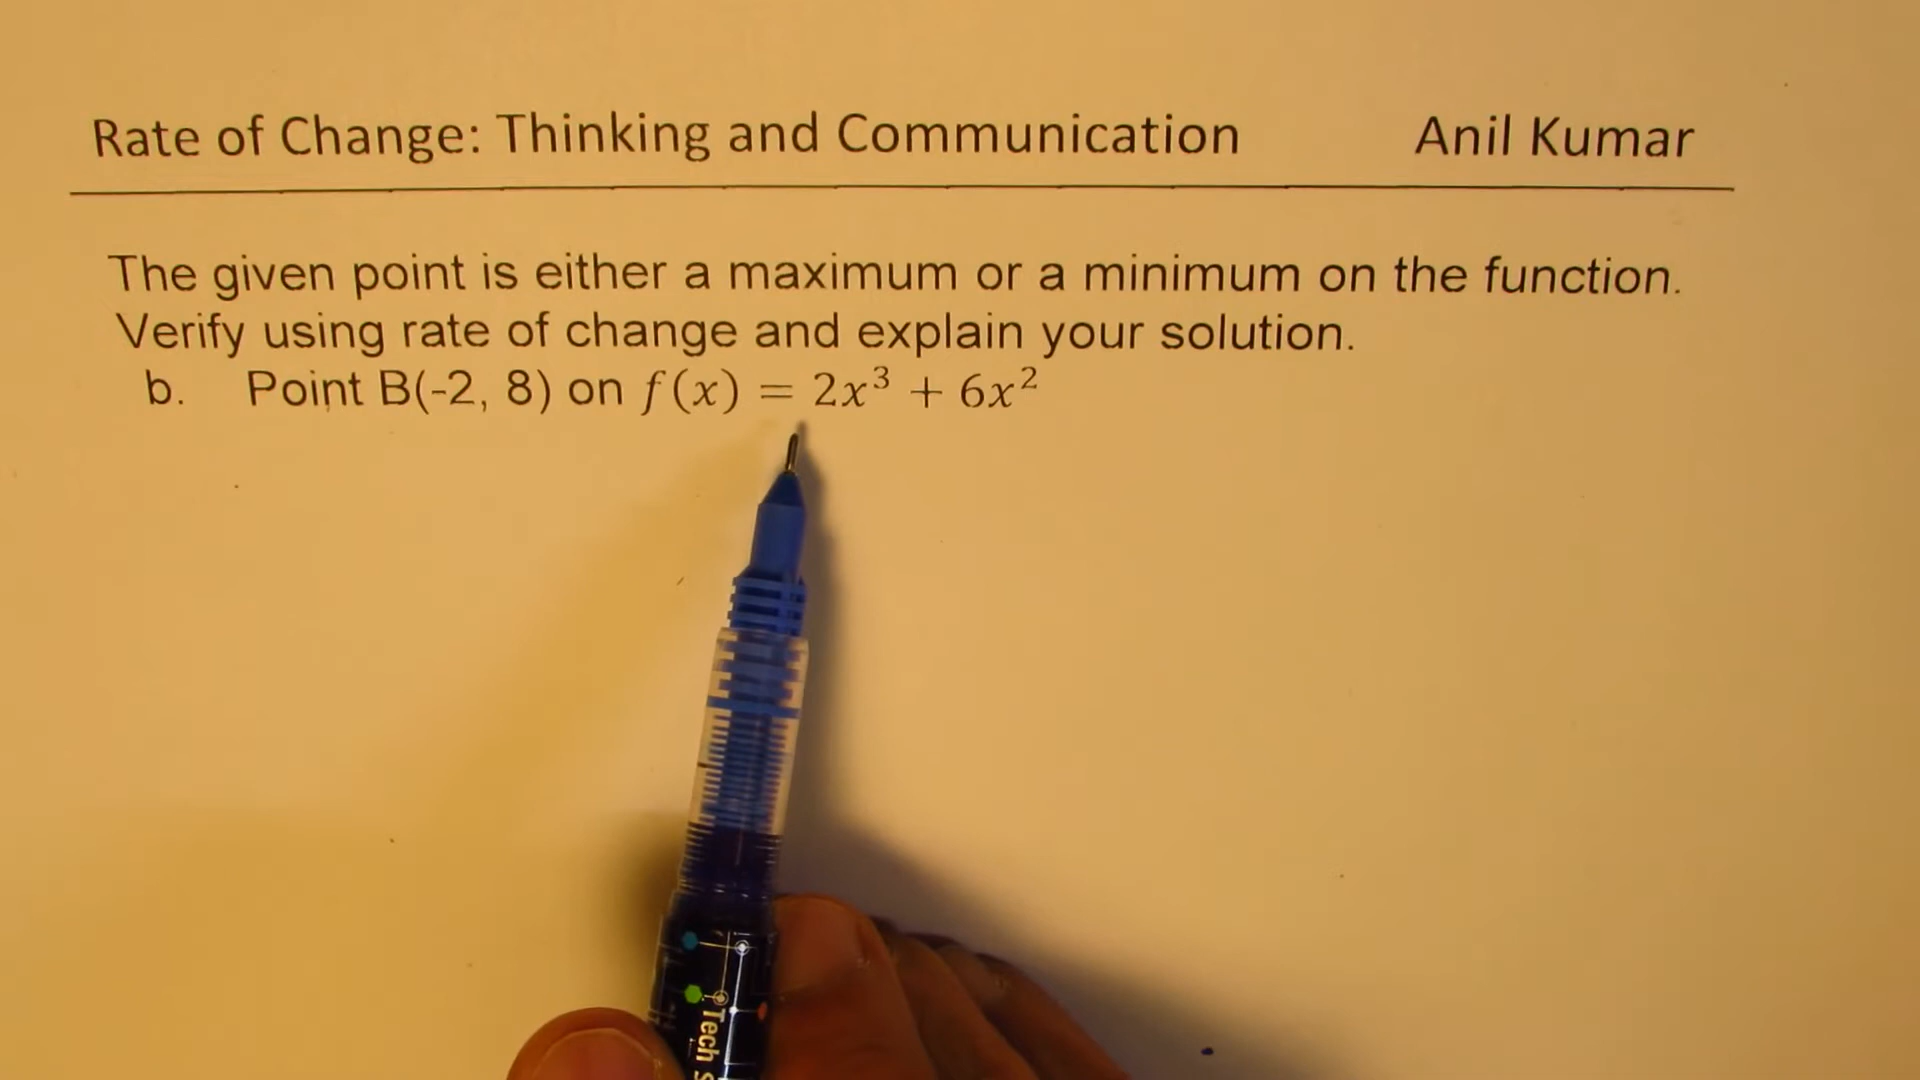 Rate of Change: Thinking and Communication Anil Kumar
The given point is either a maximum or a minimum on the function.
Verify using rate of change and explain your solution.
b. Point B(-2, 8) on f(x) = 2x³ + 6x²
Tech